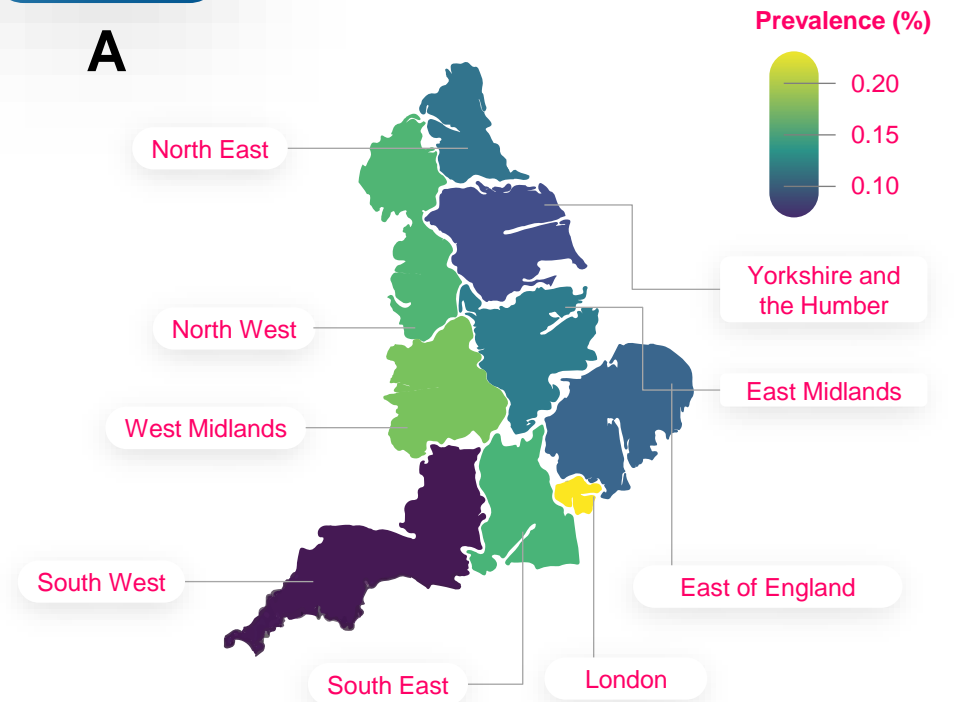 A
Prevalence (%)
0.20
0.15
0.10
North East
Yorkshire and
the Humber
North West
East Midlands
West Midlands
South West
East of England
South East
London